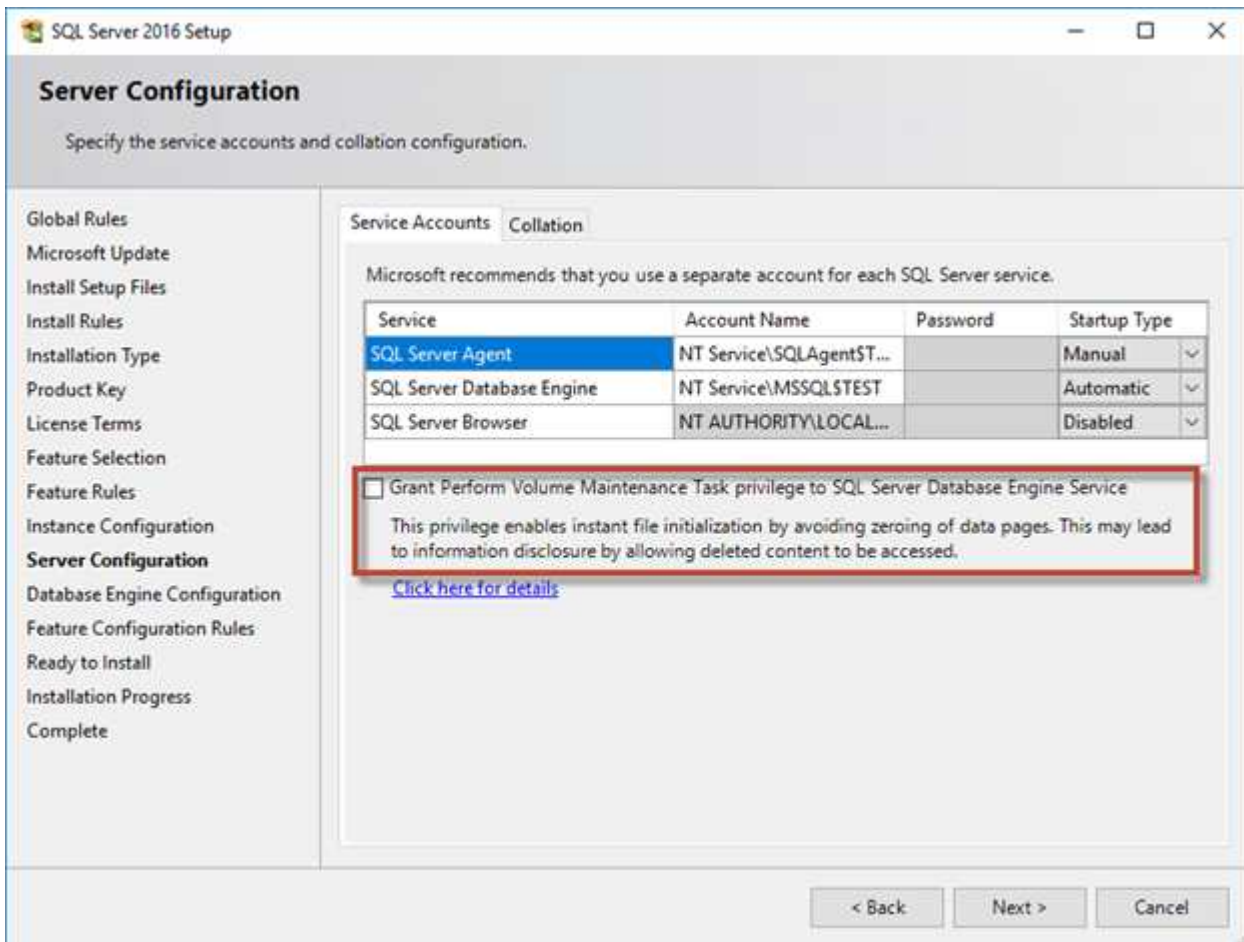 SQL Server 2016 Setup
Server Configuration
Specify the service accounts and collation configuration.
Global Rules
Microsoft Update
Install Setup Files
Install Rules
Installation Type
Product Key
License Terms
Feature Selection
Feature Rules
Instance Configuration
Server Configuration
Database Engine Configuration
Feature Configuration Rules
Ready to Install
Installation Progress
Complete
Service Accounts Collation
Microsoft recommends that you use a separate account for each SQL Server service.
Service Account Name Password Startup Type
SQL Server Agent NT Service\SQLAgent$T... Manual
SQL Server Database Engine NT Service\MSSQL$TEST Automatic
SQL Server Browser NT AUTHORITY\LOCAL... Disabled
Grant Perform Volume Maintenance Task privilege to SQL Server Database Engine Service
This privilege enables instant file initialization by avoiding zeroing of data pages. This may lead
to information disclosure by allowing deleted content to be accessed.
Click here for details
< Back Next > Cancel